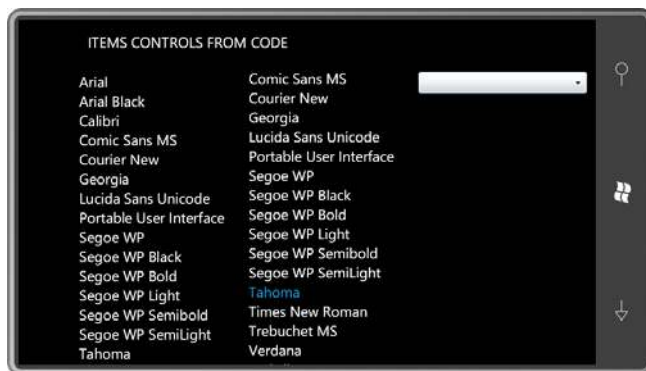 ITEMS CONTROLS FROM CODE
Arial
Arial Black
Calibri
Comic Sans MS
Courier New
Georgia
Lucida Sans Unicode
Portable User Interface
Segoe WP
Segoe WP Black
Segoe WP Bold
Segoe WP Light
Segoe WP Semibold
Segoe WP SemiLight
Tahoma
Comic Sans MS
Courier New
Georgia
Lucida Sans Unicode
Portable User Interface
Segoe WP
Segoe WP Black
Segoe WP Bold
Segoe WP Light
Segoe WP Semibold
Segoe WP SemiLight
Tahoma
Times New Roman
Trebuchet MS
Verdana